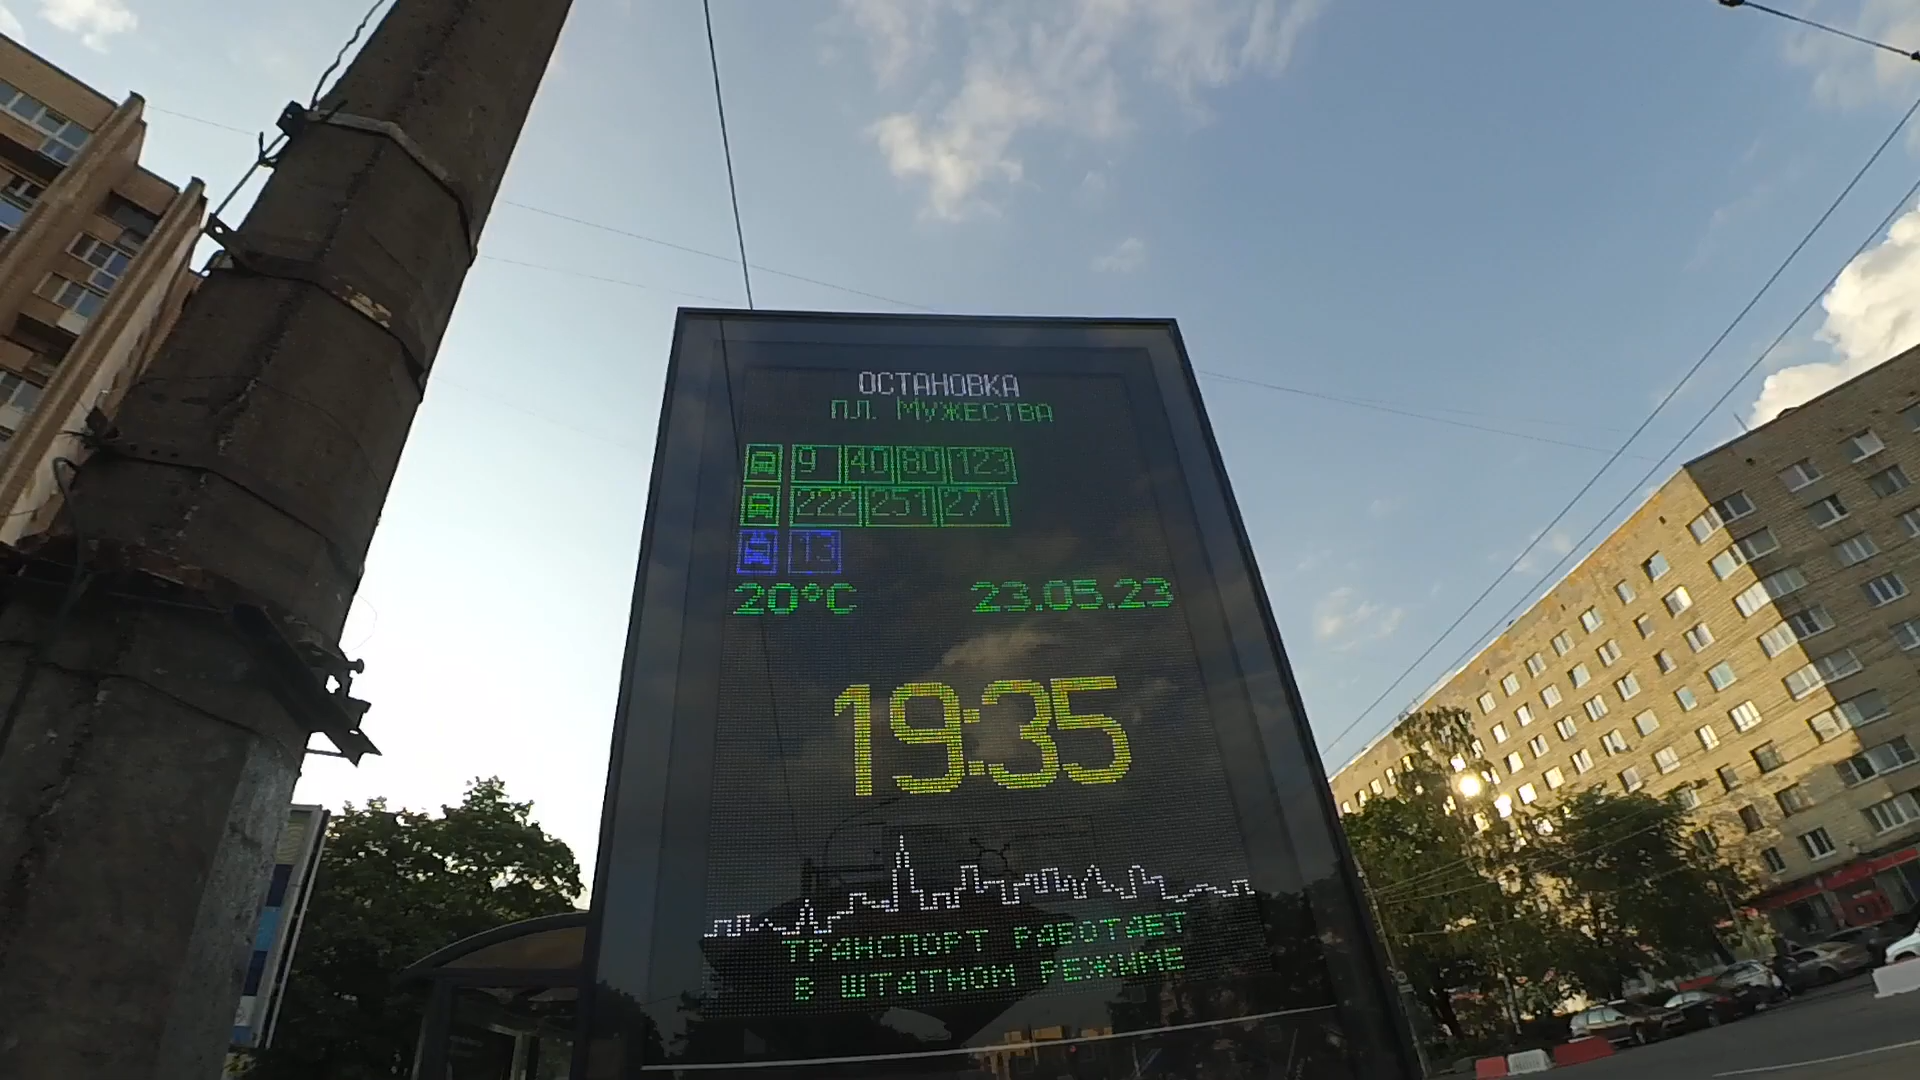 ОСТАНОВКА
пл. Мужества
9 40 80 123
222 251 271
13
20°C 23.05.23
19:35
ТРАНСПОРТ РАБОТАЕТ
В ШТАТНОМ РЕЖИМЕ